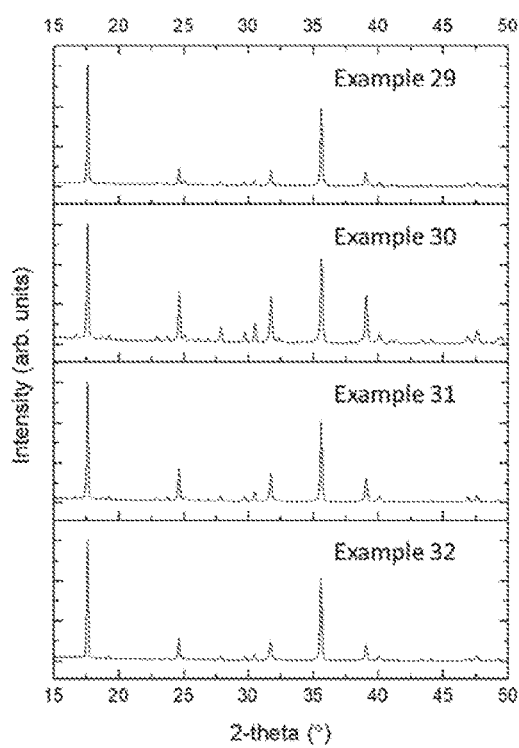 15 20 25 30 35 40 45 50
Example 29
Example 30
Example 31
Example 32
Intensity (arb. units)
15 20 25 30 35 40 45 50
2-theta (°)